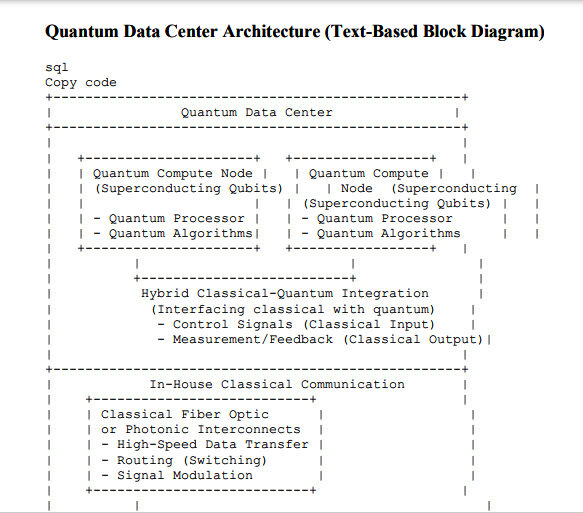 Quantum Data Center Architecture (Text-Based Block Diagram)
sql
Copy code
+----------------------------------------------------+
| Quantum Data Center |
+----------------------------------------------------+
| |
| +---------------------+ +-----------------+ |
| | Quantum Compute Node | | Quantum Compute | |
| | (Superconducting Qubits) | | Node (Superconducting |
| | | | (Superconducting Qubits) | |
| | - Quantum Processor | | - Quantum Processor | |
| | - Quantum Algorithms| | - Quantum Algorithms | |
| +---------------------+ +-----------------+ |
| | | |
| +--------------------------+ |
| Hybrid Classical-Quantum Integration |
| (Interfacing classical with quantum) |
| - Control Signals (Classical Input) |
| - Measurement/Feedback (Classical Output)|
| |
+----------------------------------------------------+
| In-House Classical Communication |
| +---------------------------+ |
| | Classical Fiber Optic | |
| | or Photonic Interconnects | |
| | - High-Speed Data Transfer | |
| | - Routing (Switching) | |
| | - Signal Modulation | |
| +---------------------------+ |
| | |